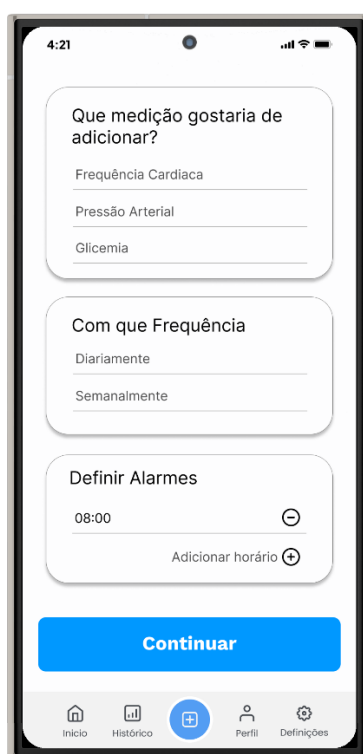 4:21
Que medição gostaria de
adicionar?
Frequência Cardiaca
Pressão Arterial
Glicemia
Com que Frequência
Diariamente
Semanalmente
Definir Alarmes
08:00
Adicionar horário
Continuar
Inicio
Histórico
Perfil
Definições